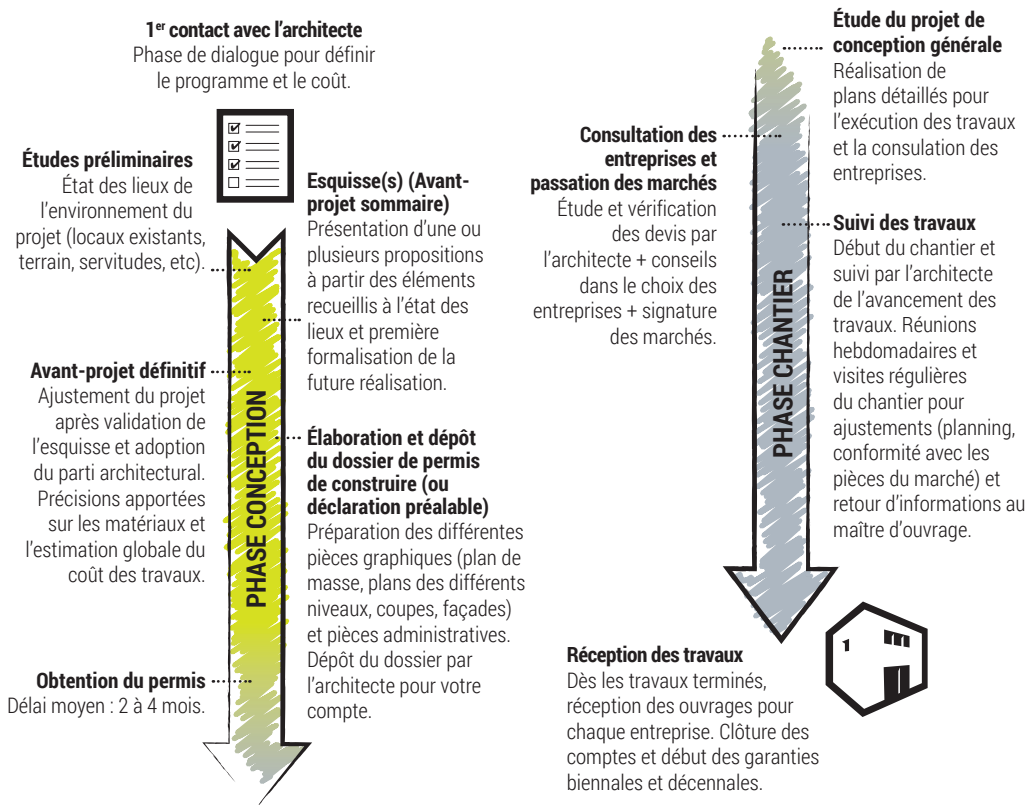 1er contact avec l'architecte
Phase de dialogue pour définir
le programme et le coût.
Études préliminaires
État des lieux de
l'environnement du
projet (locaux existants,
terrain, servitudes, etc).
Esquisse(s) (Avant-
projet sommaire)
Présentation d'une ou
plusieurs propositions
à partir des éléments
recueillis à l'état des
lieux et première
formalisation de la
future réalisation.
Avant-projet définitif
Ajustement du projet
après validation de
l'esquisse et adoption
du parti architectural.
Précisions apportées
sur les matériaux et
l'estimation globale du
coût des travaux.
PHASE CONCEPTION
Élaboration et dépôt
du dossier de permis
de construire (ou
déclaration préalable)
Préparation des différentes
pièces graphiques (plan de
masse, plans des différents
niveaux, coupes, façades)
et pièces administratives.
Dépôt du dossier par
l'architecte pour votre
compte.
Obtention du permis
Délai moyen : 2 à 4 mois.
Étude du projet de
conception générale
Réalisation de
plans détaillés pour
l'exécution des travaux
et la consulation des
entreprises.
Consultation des
entreprises et
passation des marchés
Étude et vérification
des devis par
l'architecte + conseils
dans le choix des
entreprises + signature
des marchés.
PHASE CHANTIER
Suivi des travaux
Début du chantier et
suivi par l'architecte
de l'avancement des
travaux. Réunions
hebdomadaires et
visites régulières
du chantier pour
ajustements (planning,
conformité avec les
pièces du marché) et
retour d'informations au
maître d'ouvrage.
Réception des travaux
Dès les travaux terminés,
réception des ouvrages pour
chaque entreprise. Clôture des
comptes et début des garanties
biennales et décennales.
1